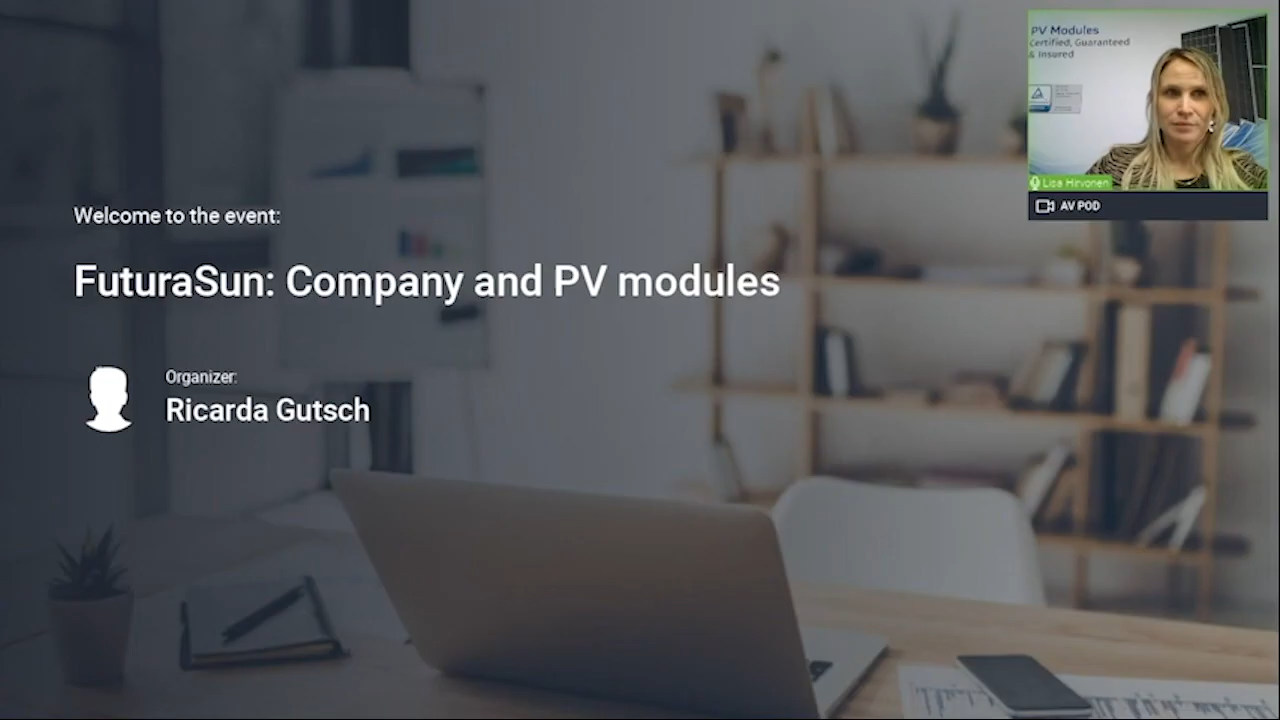 PV Modules
Certified, Guaranteed
& Insured
Lisa Hirvonen
AV POD
Welcome to the event:
FuturaSun: Company and PV modules
Organizer:
Ricarda Gutsch